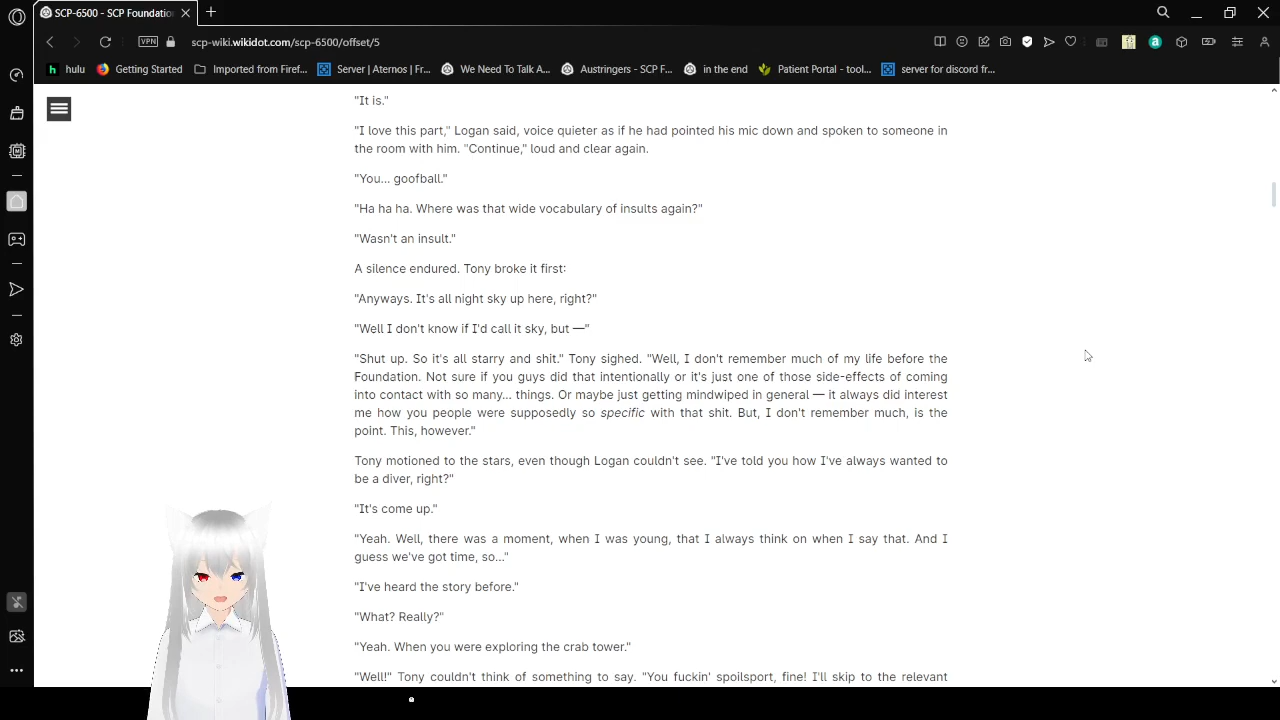 SCP-6500 - SCP Foundatio
VPN
scp-wiki.wikidot.com/scp-6500/offset/5
hulu
Getting Started
Imported from Firef...
Server | Aternos | Fr...
We Need To Talk A...
Austringers - SCP F...
in the end
Patient Portal - tool...
server for discord fr...
"It is."
"I love this part," Logan said, voice quieter as if he had pointed his mic down and spoken to someone in
the room with him. "Continue," loud and clear again.
"You... goofball."
"Ha ha ha. Where was that wide vocabulary of insults again?"
"Wasn't an insult."
A silence endured. Tony broke it first:
"Anyways. It's all night sky up here, right?"
"Well I don't know if I'd call it sky, but —"
"Shut up. So it's all starry and shit." Tony sighed. "Well, I don't remember much of my life before the
Foundation. Not sure if you guys did that intentionally or it's just one of those side-effects of coming
into contact with so many... things. Or maybe just getting mindwiped in general — it always did interest
me how you people were supposedly so specific with that shit. But, I don't remember much, is the
point. This, however."
Tony motioned to the stars, even though Logan couldn't see. "I've told you how I've always wanted to
be a diver, right?"
"It's come up."
"Yeah. Well, there was a moment, when I was young, that I always think on when I say that. And I
guess we've got time, so..."
"I've heard the story before."
"What? Really?"
"Yeah. When you were exploring the crab tower."
"Well!" Tony couldn't think of something to say. "You fuckin' spoilsport, fine! I'll skip to the relevant